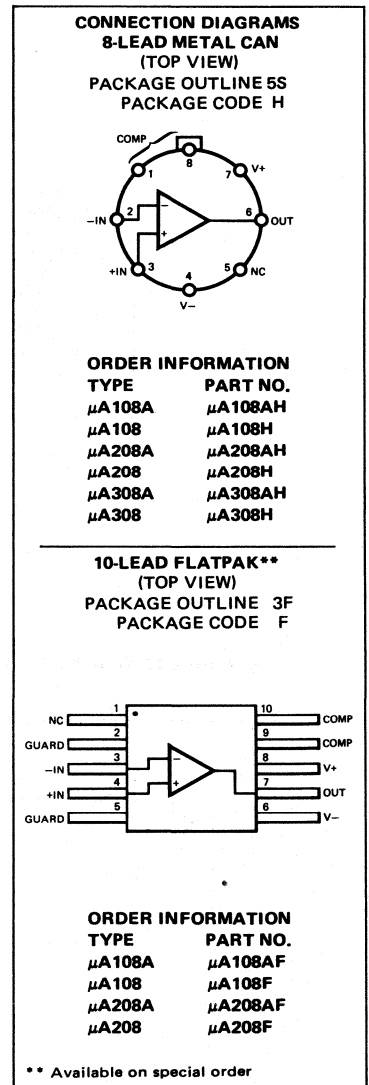 CONNECTION DIAGRAMS
8-LEAD METAL CAN
(TOP VIEW)
PACKAGE OUTLINE 5S
PACKAGE CODE H
COMP
8
1
7
V+
-IN
2
-
6
OUT
+
+IN
3
4
5
NC
V-
ORDER INFORMATION
TYPE PART NO.
μA108A μA108AH
μA108 μA108H
μA208A μA208AH
μA208 μA208H
μA308A μA308AH
μA308 μA308H
10-LEAD FLATPAK**
(TOP VIEW)
PACKAGE OUTLINE 3F
PACKAGE CODE F
NC 1 10 COMP
GUARD 2 9 COMP
-IN 3 - 8 V+
+IN 4 + 7 OUT
GUARD 5 6 V-
ORDER INFORMATION
TYPE PART NO.
μA108A μA108AF
μA108 μA108F
μA208A μA208AF
μA208 μA208F
** Available on special order